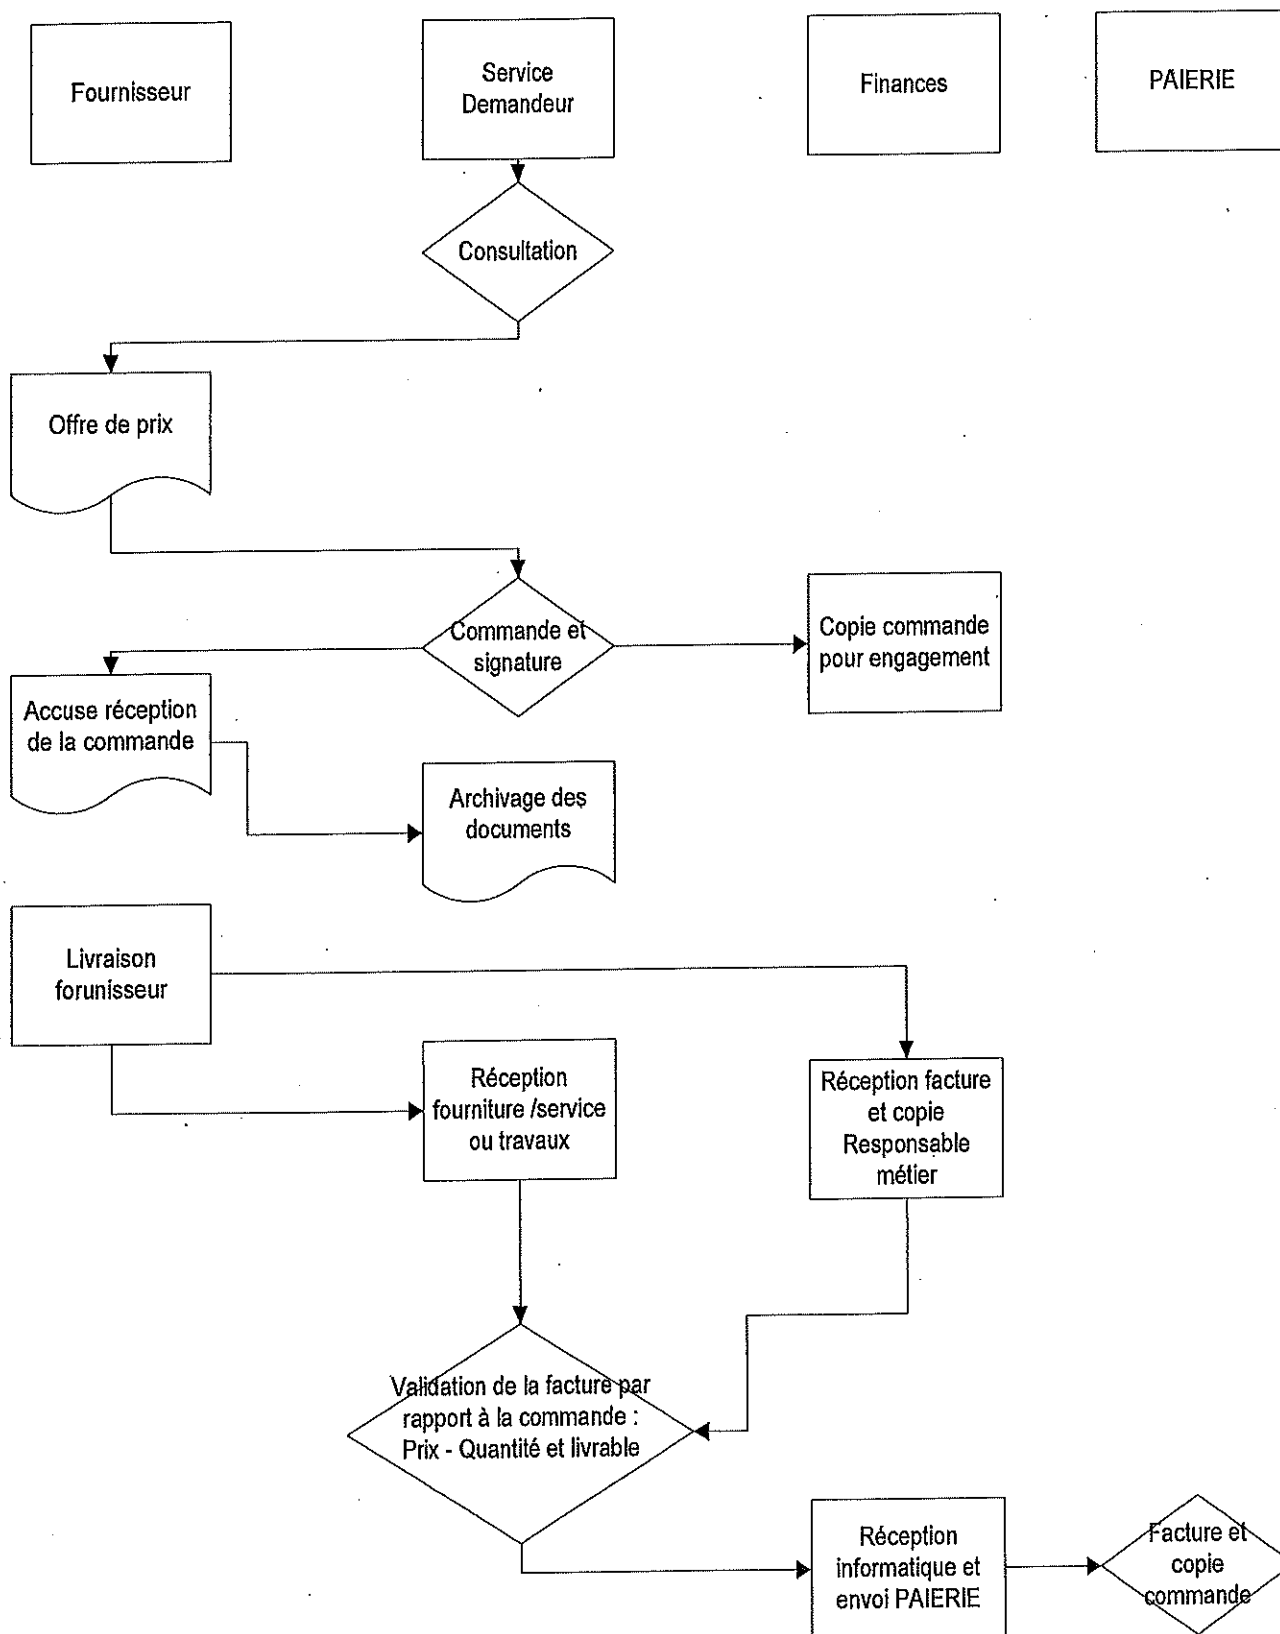 Fournisseur
Service
Demandeur
Finances
PAIERIE
Consultation
Offre de prix
Commande et
signature
Copie commande
pour engagement
Accuse réception
de la commande
Archivage des
documents
Livraison
forunisseur
Réception
fourniture /service
ou travaux
Réception facture
et copie
Responsable
métier
Validation de la facture par
rapport à la commande :
Prix - Quantité et livrable
Réception
informatique et
envoi PAIERIE
Facture et
copie
commande